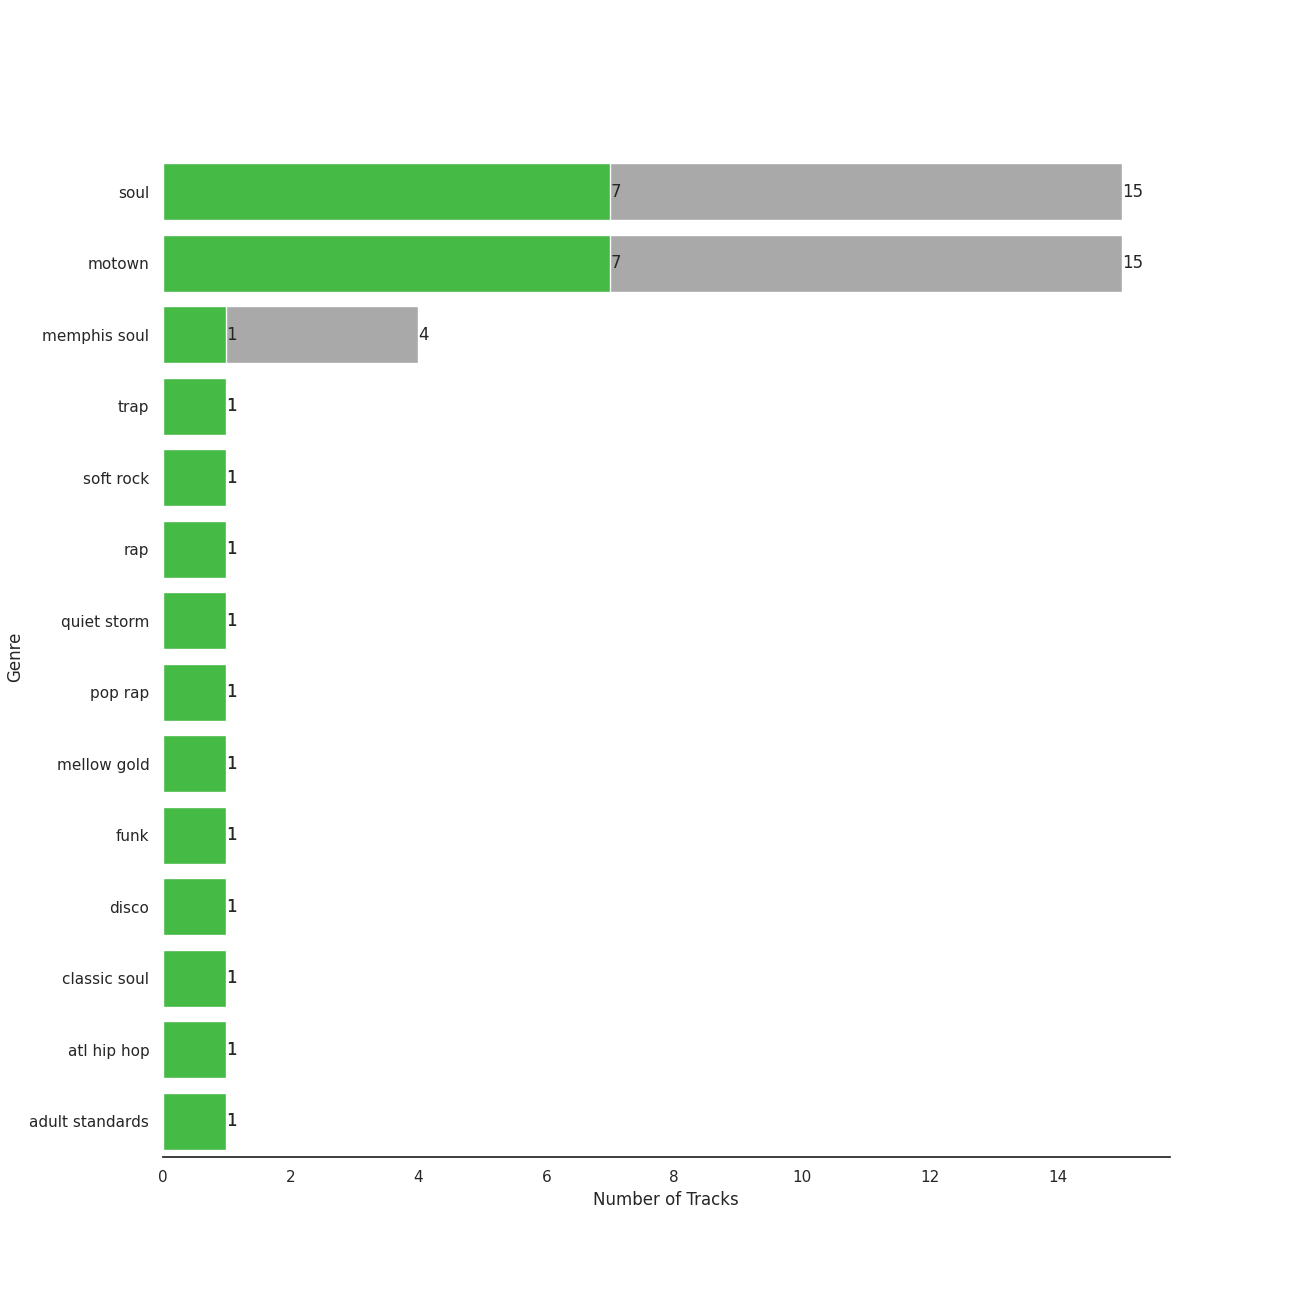 soul 7 15
motown 7 15
memphis soul 1 4
trap 1
soft rock 1
rap 1
quiet storm 1
pop rap 1
mellow gold 1
funk 1
disco 1
classic soul 1
atl hip hop 1
adult standards 1
Genre
0 2 4 6 8 10 12 14
Number of Tracks